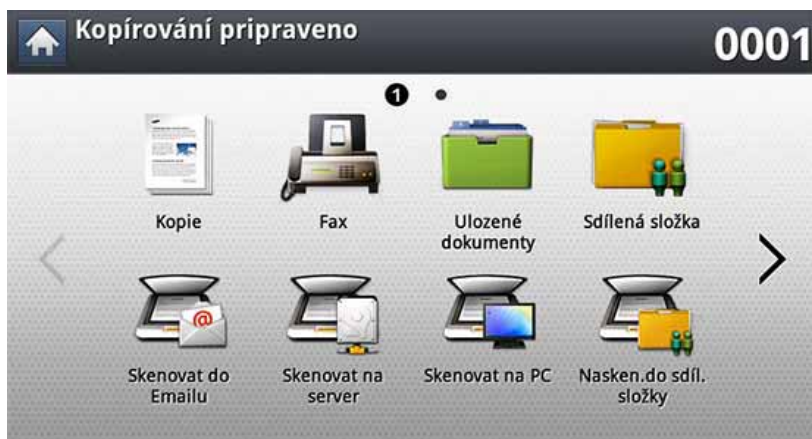 Kopírování pripraveno
0001
1
Kopie
Fax
Ulozené
dokumenty
Sdílená složka
Skenovat do
Emailu
Skenovat na
server
Skenovat na PC
Nasken.do sdíl.
složky
@